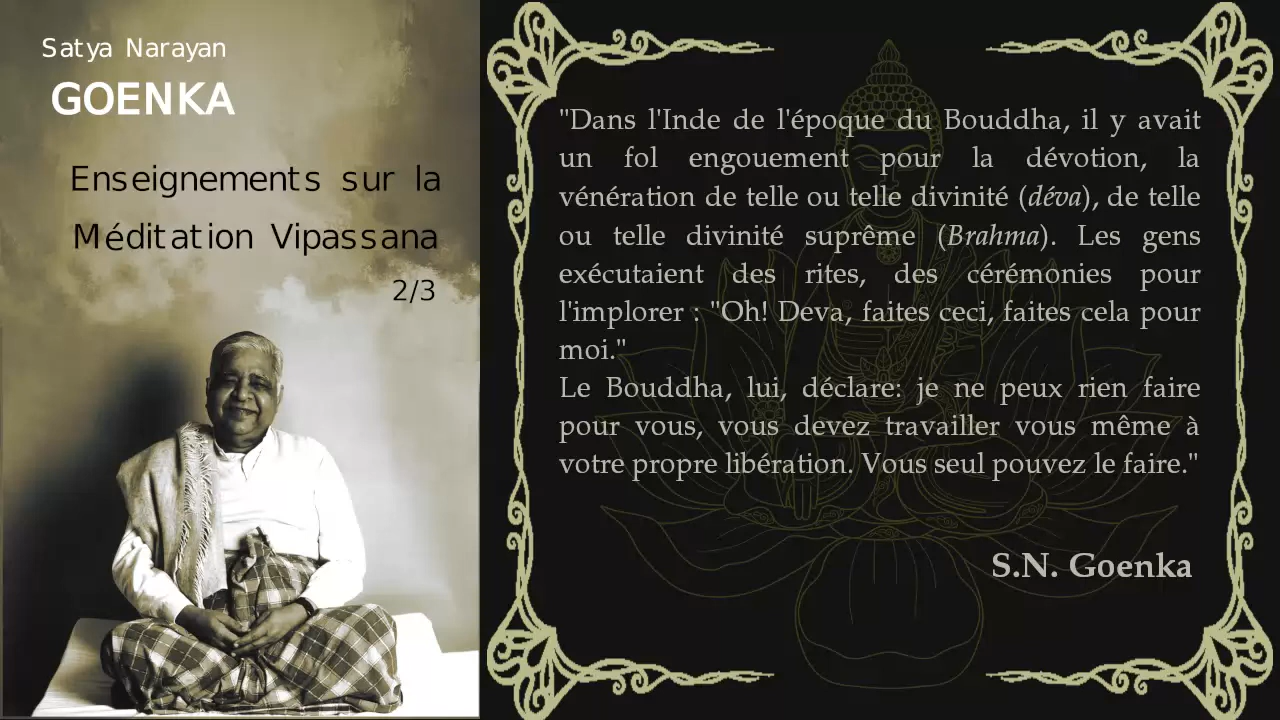 Satya Narayan
GOENKA
Enseignements sur la
Méditation Vipassana
2/3
"Dans l'Inde de l'époque du Bouddha, il y avait
un fol engouement pour la dévotion, la
vénération de telle ou telle divinité (déva), de telle
ou telle divinité suprême (Brahma). Les gens
exécutaient des rites, des cérémonies pour
l'implorer : "Oh! Deva, faites ceci, faites cela pour
moi."
Le Bouddha, lui, déclare: je ne peux rien faire
pour vous, vous devez travailler vous même à
votre propre libération. Vous seul pouvez le faire."
S.N. Goenka